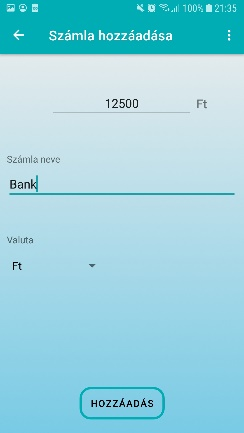 100% 21:35
Számla hozzáadása
12500 Ft
Számla neve
Bank
Valuta
Ft
HOZZÁADÁS